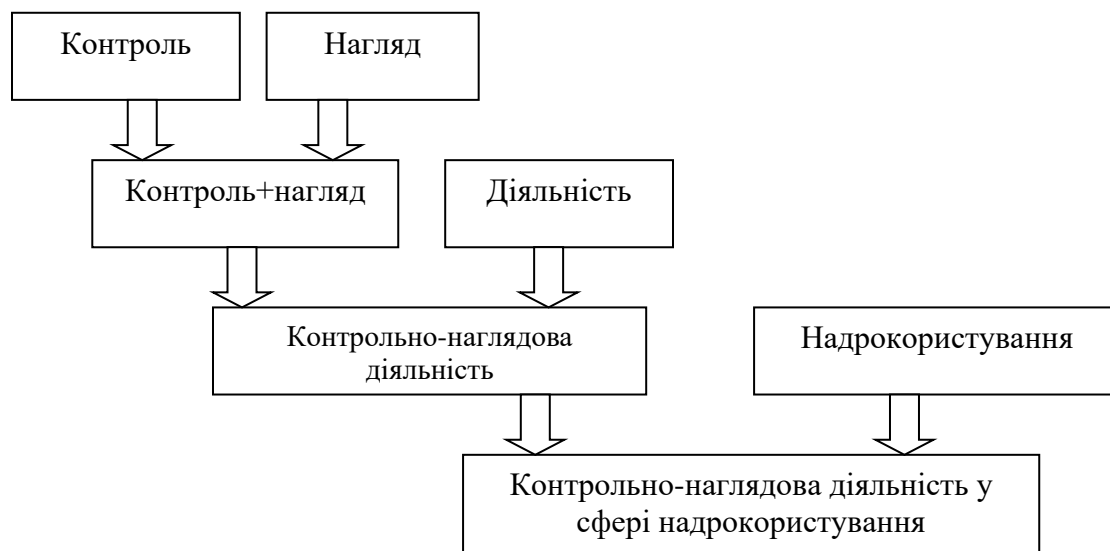 Контроль
Нагляд
Контроль+нагляд
Діяльність
Контрольно-наглядова
діяльність
Надрокористування
Контрольно-наглядова діяльність у
сфері надрокористування